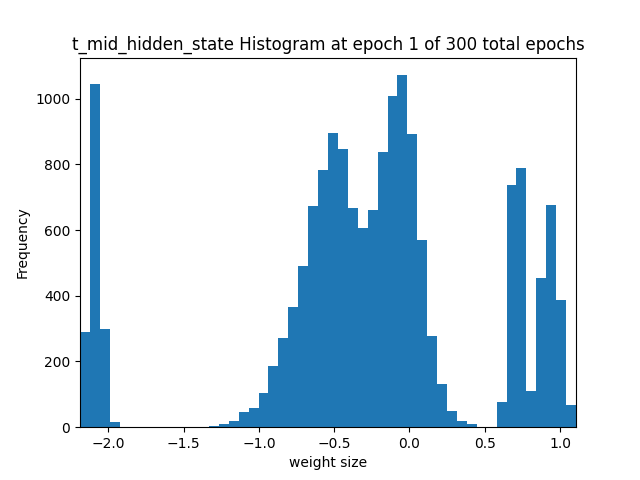 t_mid_hidden_state Histogram at epoch 1 of 300 total epochs
1000
800
600
400
200
0
Frequency
−2.0 −1.5 −1.0 −0.5 0.0 0.5 1.0
weight size